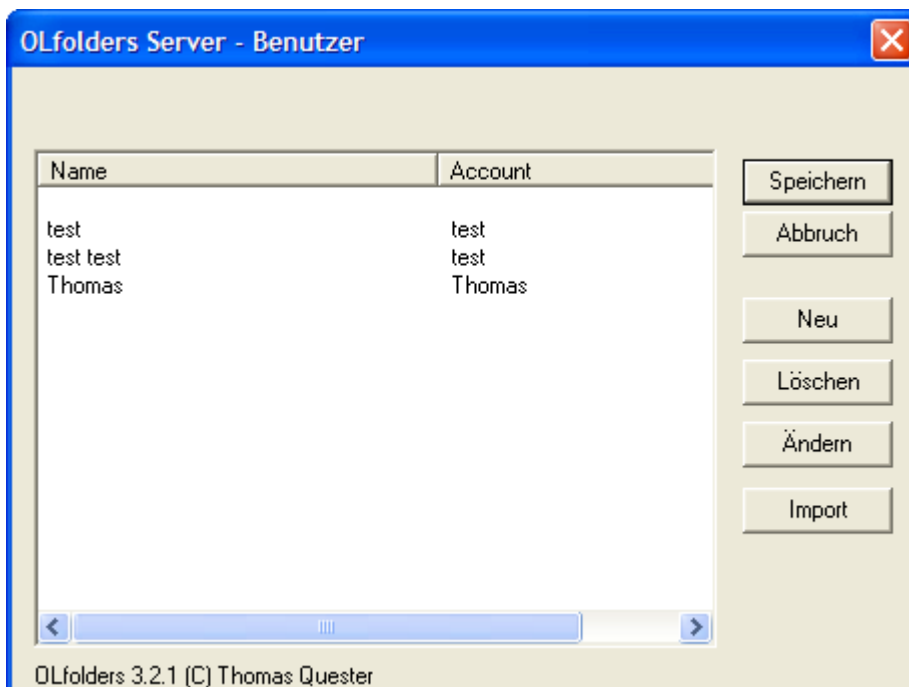 OLfolders Server - Benutzer
Name Account
test test
test test test
Thomas Thomas
Speichern
Abbruch
Neu
Löschen
Ändern
Import
OLfolders 3.2.1 (C) Thomas Quester